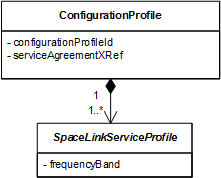 ConfigurationProfile
- configurationProfileId
- serviceAgreementXRef
1
1..*
SpaceLinkServiceProfile
- frequencyBand